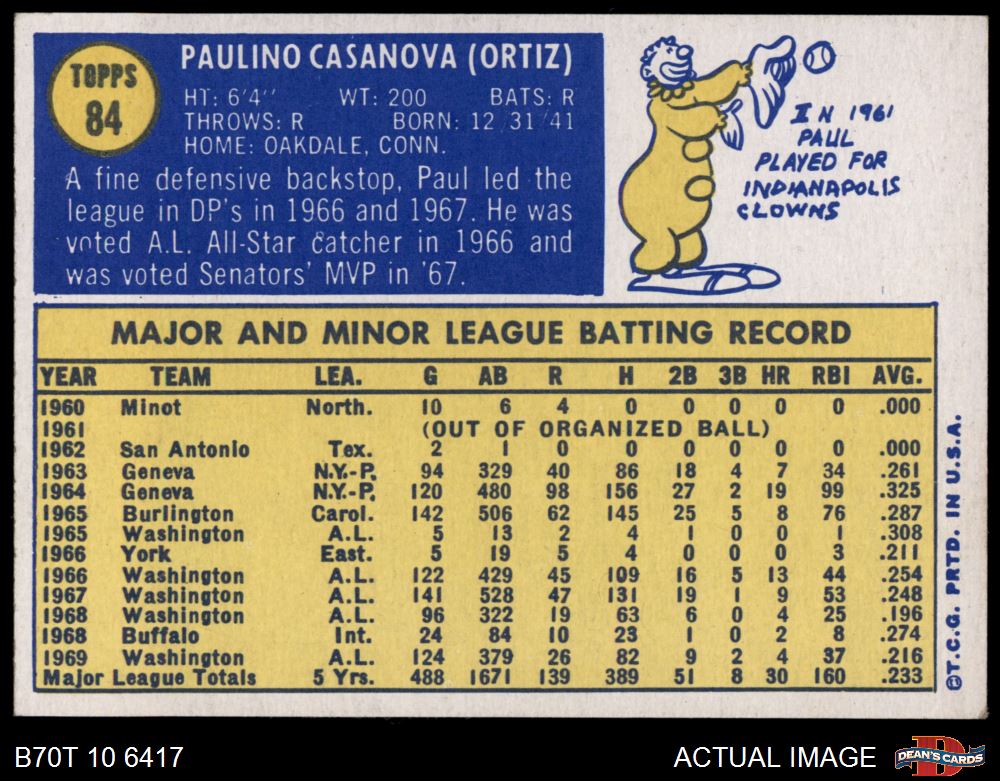 TOPPS
84
PAULINO CASANOVA (ORTIZ)
HT: 6'4" WT: 200 BATS: R
THROWS: R BORN: 12/31/41
HOME: OAKDALE, CONN.
A fine defensive backstop, Paul led the
league in DP's in 1966 and 1967. He was
voted A.L. All-Star catcher in 1966 and
was voted Senators' MVP in '67.
IN 1961
PAUL
PLAYED FOR
INDIANAPOLIS
CLOWNS
MAJOR AND MINOR LEAGUE BATTING RECORD
YEAR TEAM LEA. G AB R H 2B 3B HR RBI AVG.
1960 Minot North. 10 6 4 0 0 0 0 0 .000
1961 (OUT OF ORGANIZED BALL)
1962 San Antonio Tex. 2 1 0 0 0 0 0 0 .000
1963 Geneva N.Y.-P. 94 329 40 86 18 4 7 34 .261
1964 Geneva N.Y.-P. 120 480 98 156 27 2 19 99 .325
1965 Burlington Carol. 142 506 62 145 25 5 8 76 .287
1965 Washington A.L. 5 13 2 4 1 0 0 1 .308
1966 York East. 5 19 5 4 0 0 0 3 .211
1966 Washington A.L. 122 429 45 109 16 5 13 44 .254
1967 Washington A.L. 141 528 47 131 19 1 9 53 .248
1968 Washington A.L. 96 322 19 63 6 0 4 25 .196
1968 Buffalo Int. 24 84 10 23 1 0 2 8 .274
1969 Washington A.L. 124 379 26 82 9 2 4 37 .216
Major League Totals 5 Yrs. 488 1671 139 389 51 8 30 160 .233
©T.C.G. PRTD. IN U.S.A.
B70T 10 6417
ACTUAL IMAGE
D
DEAN'S CARDS